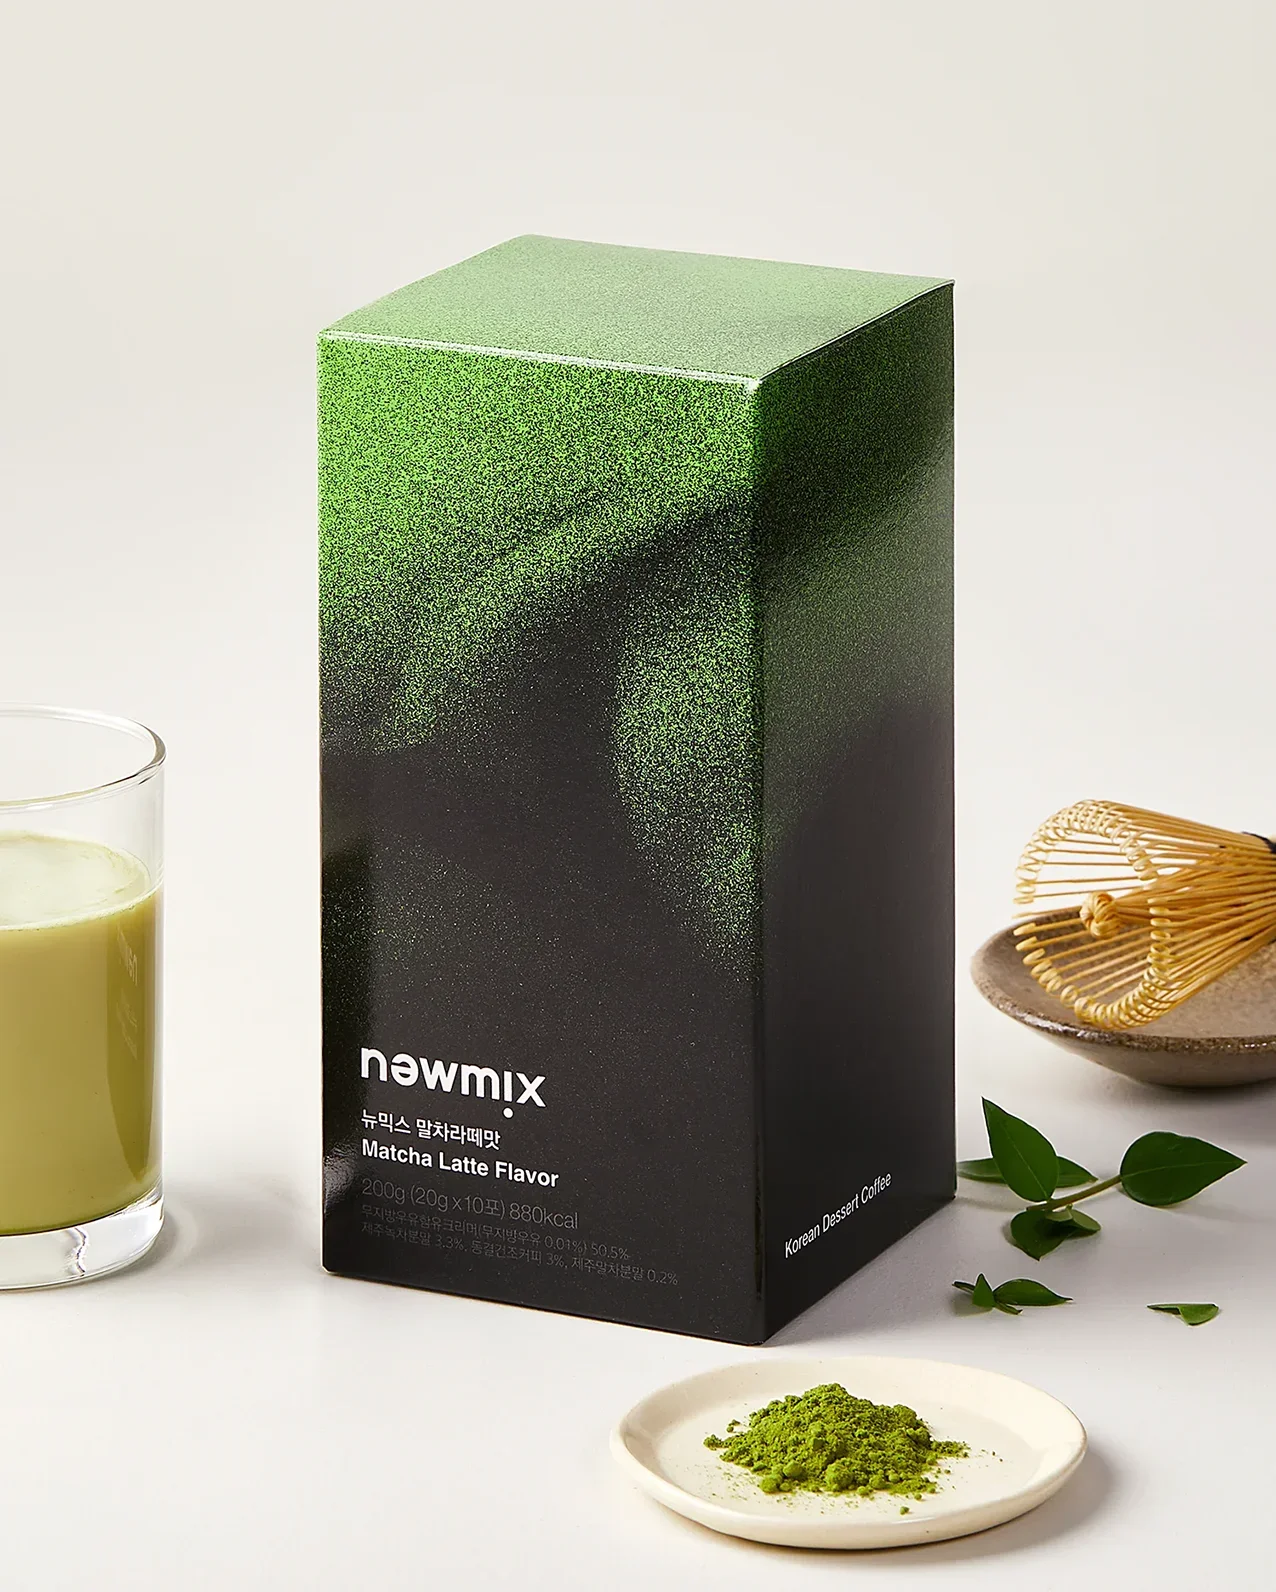 newmix
뉴믹스 말차라떼맛
Matcha Latte Flavor
200g (20g x 10포) 880kcal
무지방우유함유크리머(무지방우유 0.01%) 50.5%
제주녹차분말 3.3%, 동결건조커피 3%, 제주말차분말 0.2%
Korean Dessert Coffee